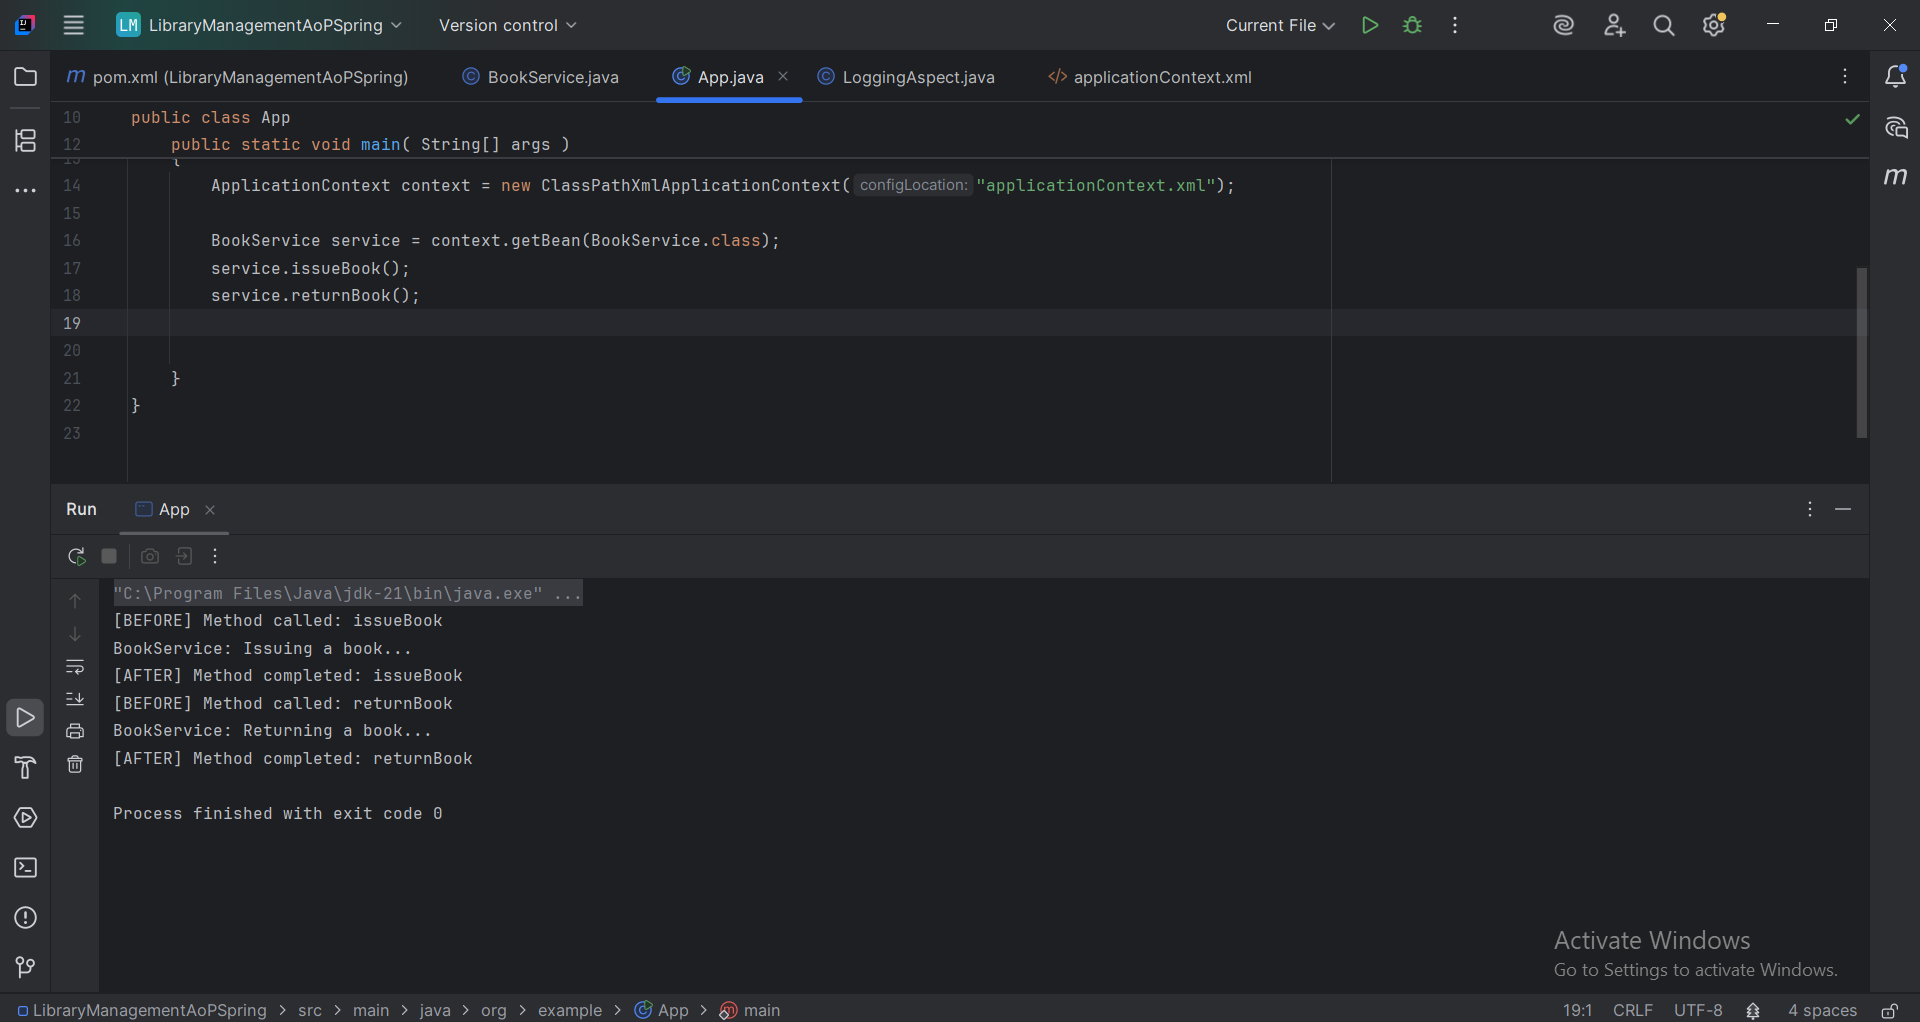 LM LibraryManagementAoPSpring Version control Current File
m pom.xml (LibraryManagementAoPSpring) BookService.java App.java LoggingAspect.java applicationContext.xml
10 public class App
12 public static void main( String[] args )
13 {
14 ApplicationContext context = new ClassPathXmlApplicationContext( configLocation: "applicationContext.xml");
15
16 BookService service = context.getBean(BookService.class);
17 service.issueBook();
18 service.returnBook();
19
20
21 }
22 }
23
Run App
"C:\Program Files\Java\jdk-21\bin\java.exe" ...
[BEFORE] Method called: issueBook
BookService: Issuing a book...
[AFTER] Method completed: issueBook
[BEFORE] Method called: returnBook
BookService: Returning a book...
[AFTER] Method completed: returnBook
Process finished with exit code 0
Activate Windows
Go to Settings to activate Windows.
LibraryManagementAoPSpring > src > main > java > org > example > App > main 19:1 CRLF UTF-8 4 spaces